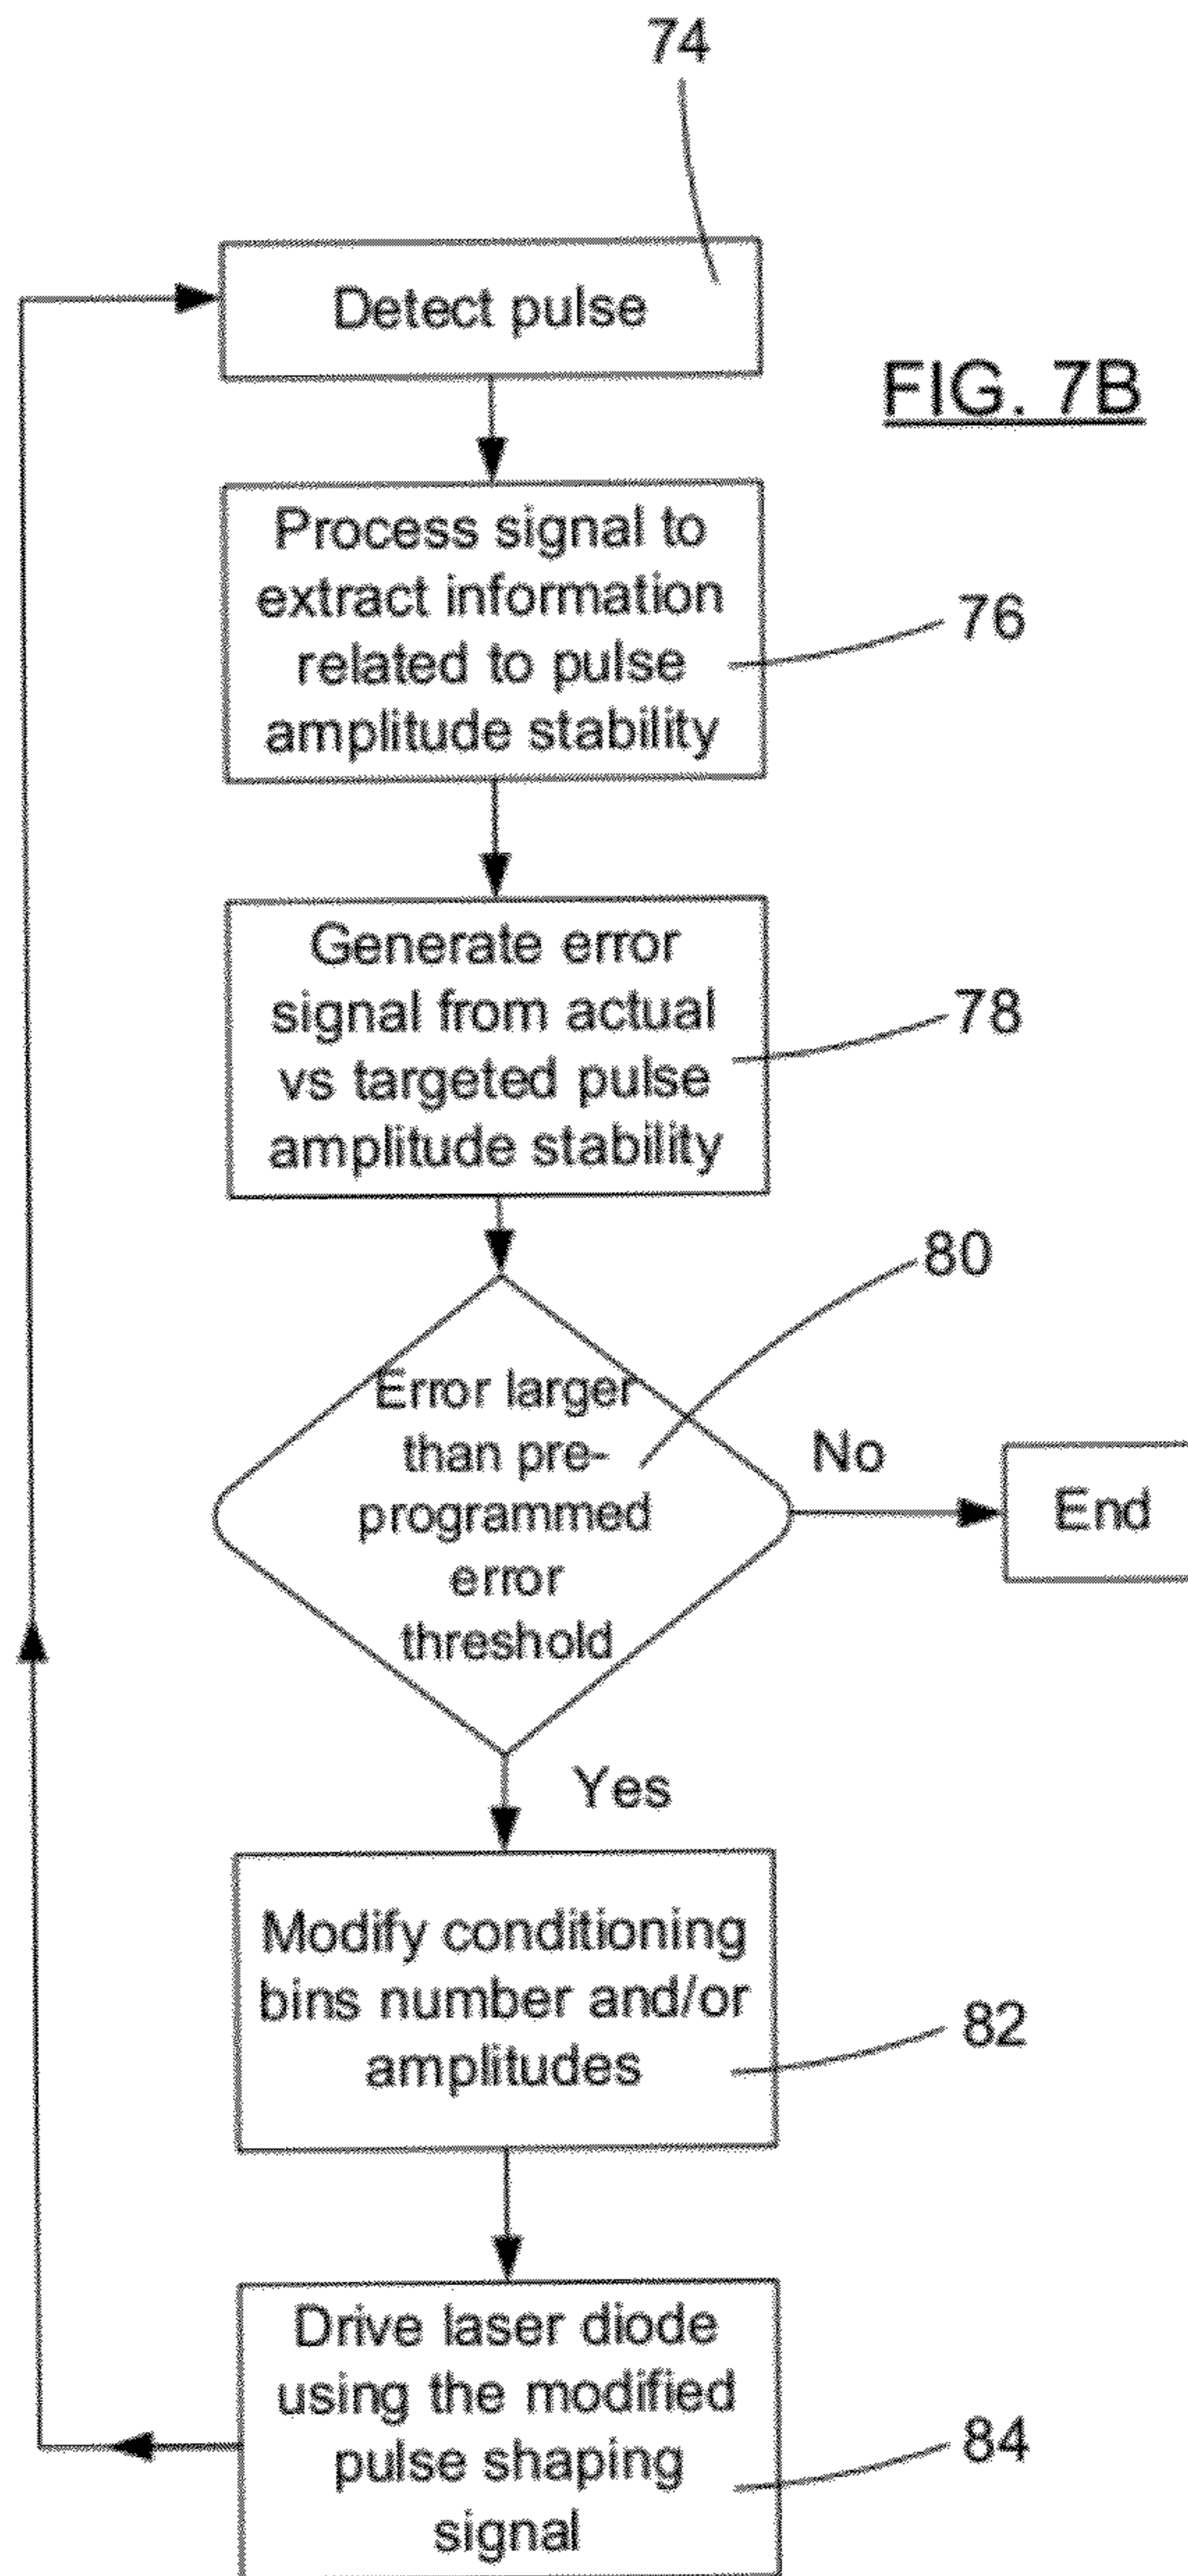 74
Detect pulse
FIG. 7B
Process signal to
extract information
related to pulse
amplitude stability
76
Generate error
signal from actual
vs targeted pulse
amplitude stability
78
80
Error larger
than pre-
programmed
error
threshold
No
End
Yes
Modify conditioning
bins number and/or
amplitudes
82
Drive laser diode
using the modified
pulse shaping
signal
84